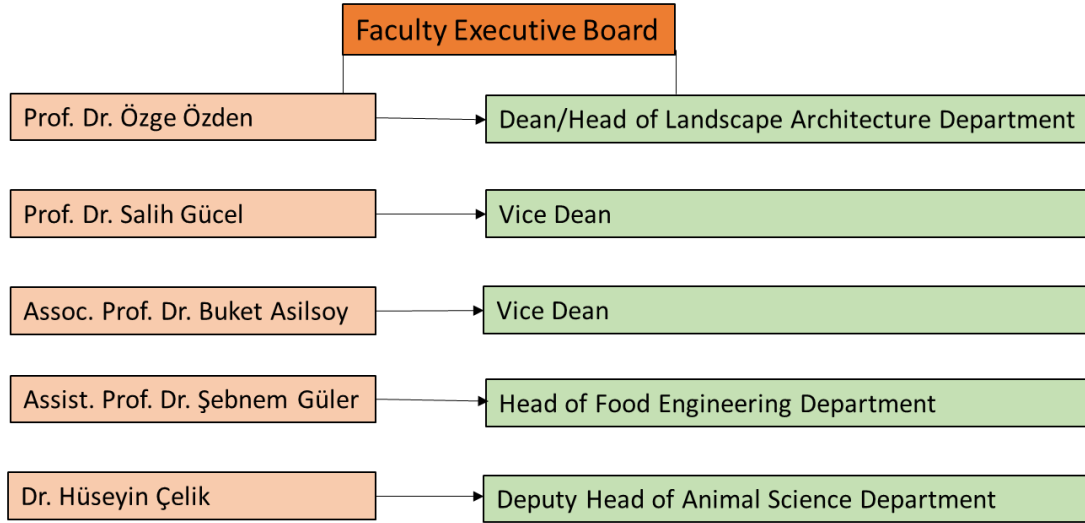 Faculty Executive Board
Prof. Dr. Özge Özden
Dean/Head of Landscape Architecture Department
Prof. Dr. Salih Gücel
Vice Dean
Assoc. Prof. Dr. Buket Asilsoy
Vice Dean
Assist. Prof. Dr. Şebnem Güler
Head of Food Engineering Department
Dr. Hüseyin Çelik
Deputy Head of Animal Science Department